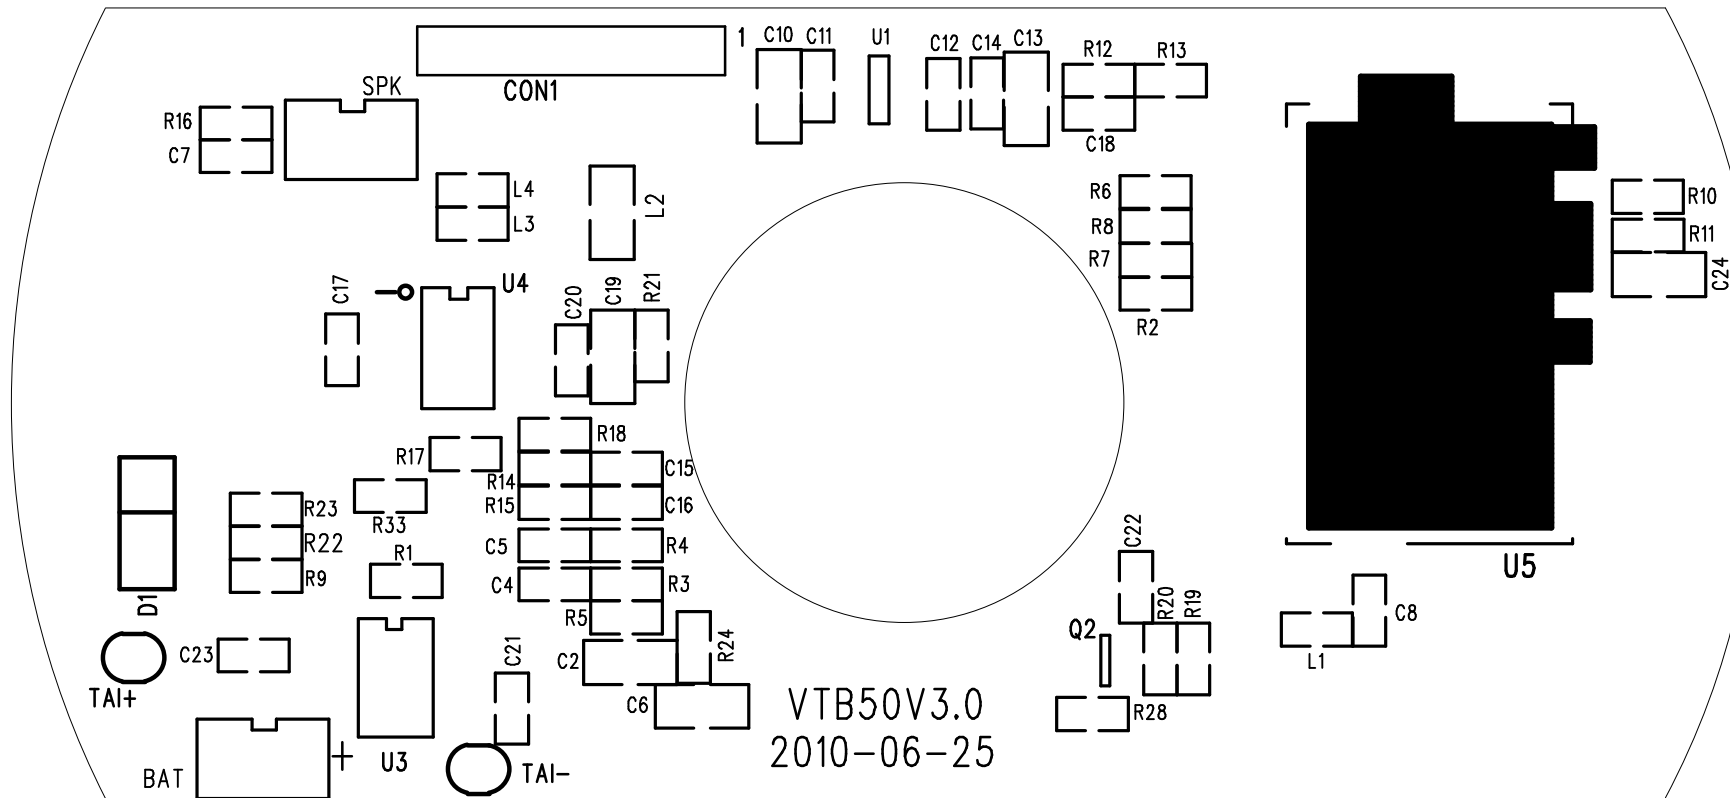 1
C10
C11
U1
C12
C14
C13
R12
R13
SPK
CON1
R16
C7
C18
L4
L3
L2
R6
R8
R7
R2
R10
R11
C24
C17
U4
C20
C19
R21
R18
R17
R14
C15
R15
C16
R33
R23
R22
R9
R1
C5
R4
C4
R3
R5
C22
U5
D1
C23
C21
C2
R24
C6
Q2
R20
R19
L1
C8
TAI+
VTB50V3.0
R28
2010-06-25
BAT
+
U3
TAI-